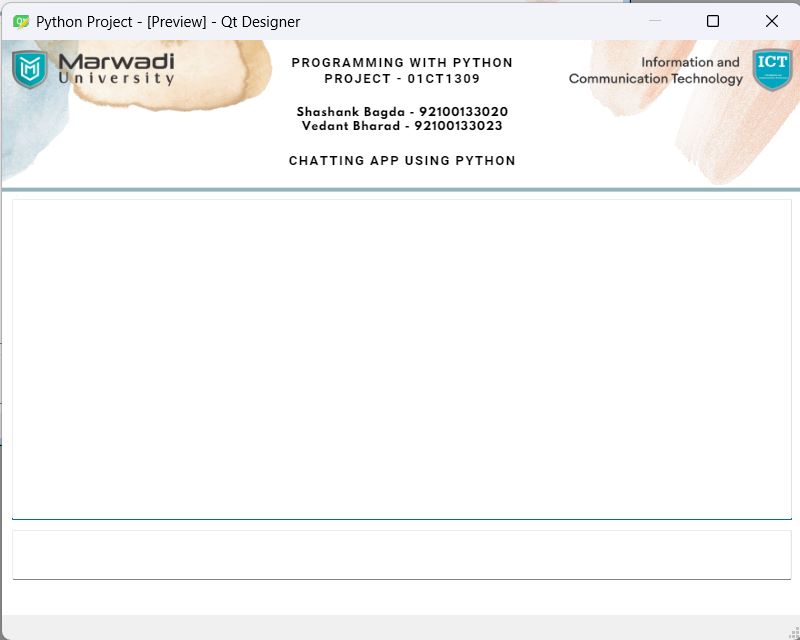 Python Project - [Preview] - Qt Designer
Marwadi
University
PROGRAMMING WITH PYTHON
PROJECT - 01CT1309
Shashank Bagda - 92100133020
Vedant Bharad - 92100133023
CHATTING APP USING PYTHON
Information and
Communication Technology
ICT